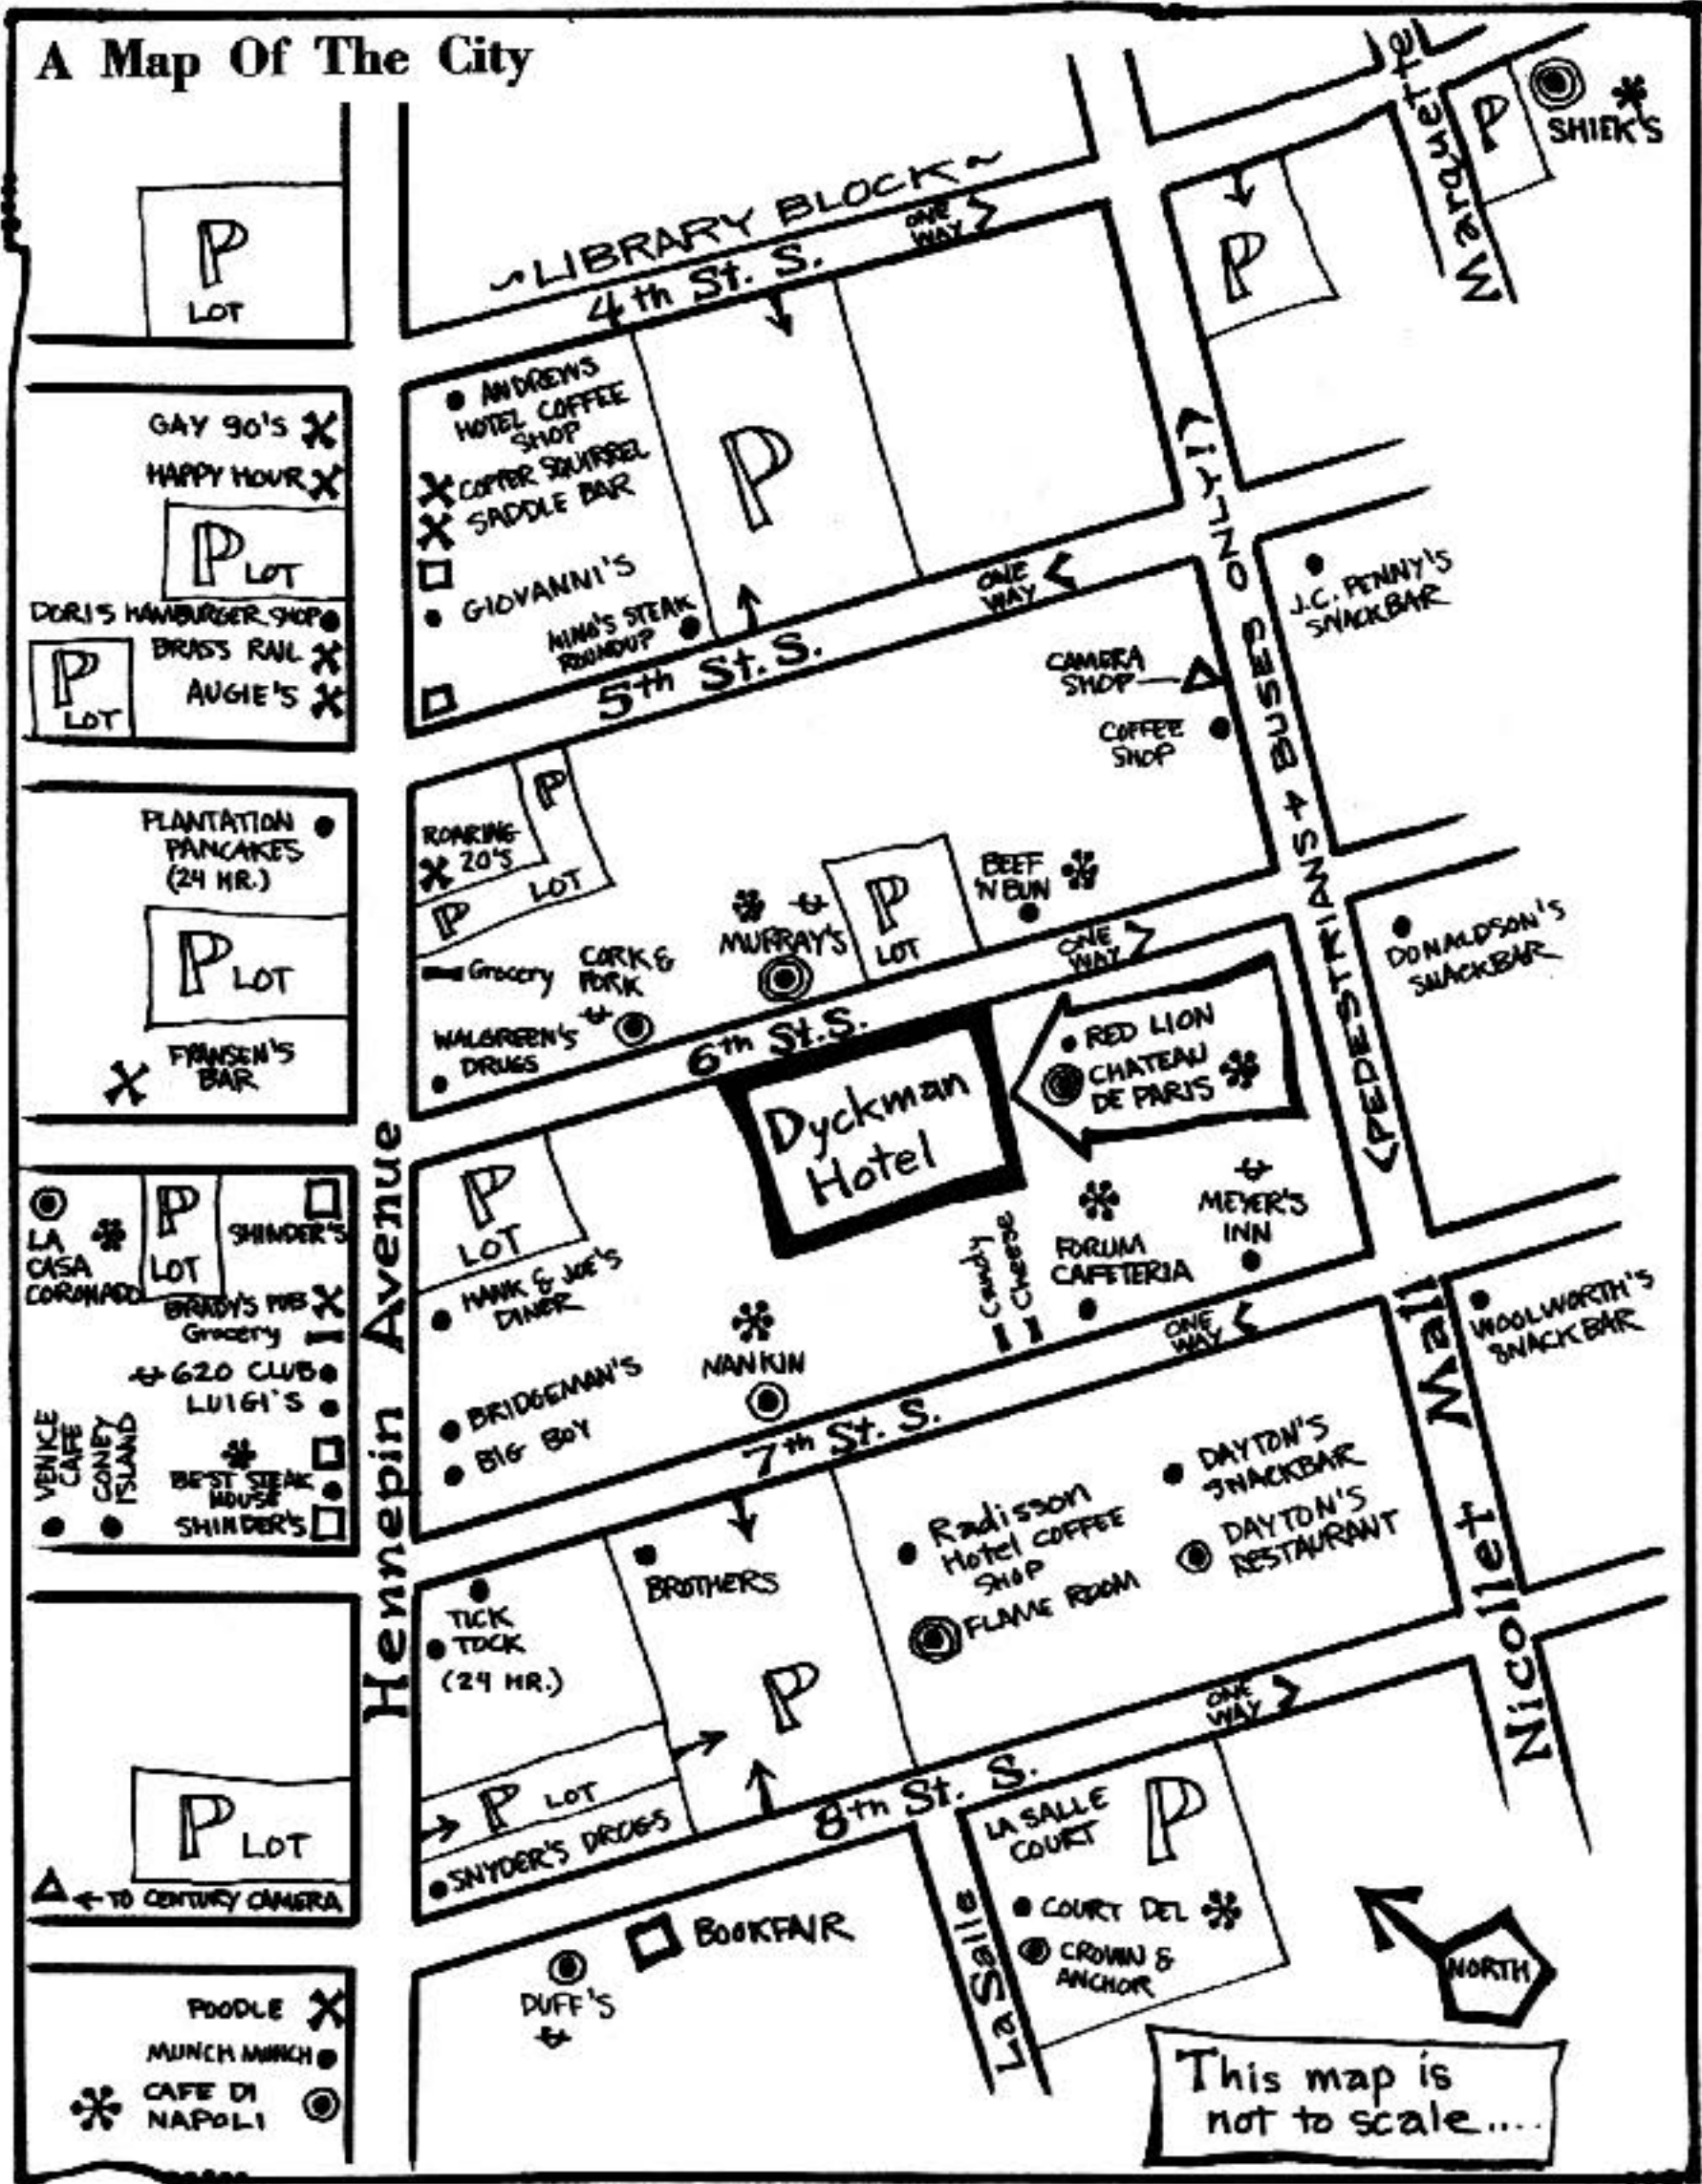 A Map Of The City
Marquette
P
SHIEK'S
~LIBRARY BLOCK~
ONE WAY
4th St. S.
P
P
LOT
GAY 90'S
HAPPY HOUR
P LOT
DORIS HAMBURGER SHOP
BRASS RAIL
P
LOT
AUGIE'S
ANDREWS
HOTEL COFFEE
SHOP
COPPER SQUIRREL
SADDLE BAR
GIOVANNI'S
NINO'S STEAK
ROUNDUP
P
ONE
WAY
5th St. S.
J.C. PENNY'S
SNACKBAR
CAMERA
SHOP
COFFEE
SHOP
PLANTATION
PANCAKES
(24 HR.)
P LOT
FRANSEN'S
BAR
ROARING
20'S
P
P LOT
Grocery
CORK &
FORK
WALGREEN'S
DRUGS
MURRAY'S
P
LOT
BEEF
'N BUN
ONE
WAY
6th St. S.
DONALDSON'S
SNACKBAR
(PEDESTRIANS & BUSSES ONLY!)
Dyckman
Hotel
RED LION
CHATEAU
DE PARIS
P
LOT
HANK & JOE'S
DINER
BRIDGEMAN'S
BIG BOY
NANKIN
Candy
Cheese
FORUM
CAFETERIA
MEYER'S
INN
LA
CASA
CORONADO
P
LOT
SHINDER'S
BRADY'S PUB
Grocery
620 CLUB
LUIGI'S
VENICE
CAFE
CONEY
ISLAND
BEST STEAK
HOUSE
SHINDER'S
Hennepin Avenue
ONE
WAY
7th St. S.
WOOLWORTH'S
SNACKBAR
Nicollet Mall
TICK
TOCK
(24 HR.)
BROTHERS
P
P LOT
SNYDER'S DRUGS
Radisson
Hotel COFFEE
SHOP
FLAME ROOM
DAYTON'S
SNACKBAR
DAYTON'S
RESTAURANT
ONE
WAY
8th St. S.
P LOT
TO CENTURY CAMERA
LA SALLE
COURT
P
COURT DEL
CROWN &
ANCHOR
La Salle
BOOKFAIR
DUFF'S
POODLE
MUNCH MUNCH
CAFE DI
NAPOLI
NORTH
This map is
not to scale....